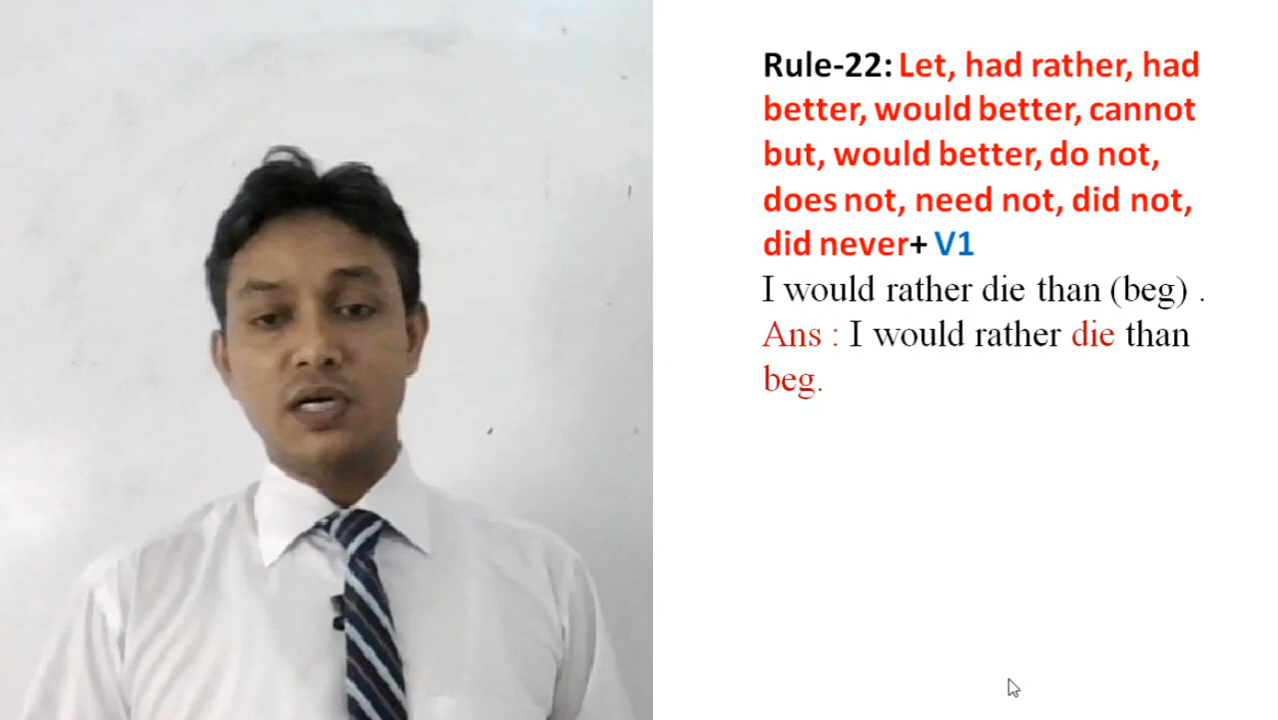 Rule-22: Let, had rather, had
better, would better, cannot
but, would better, do not,
does not, need not, did not,
did never+ V1
I would rather die than (beg) .
Ans : I would rather die than
beg.